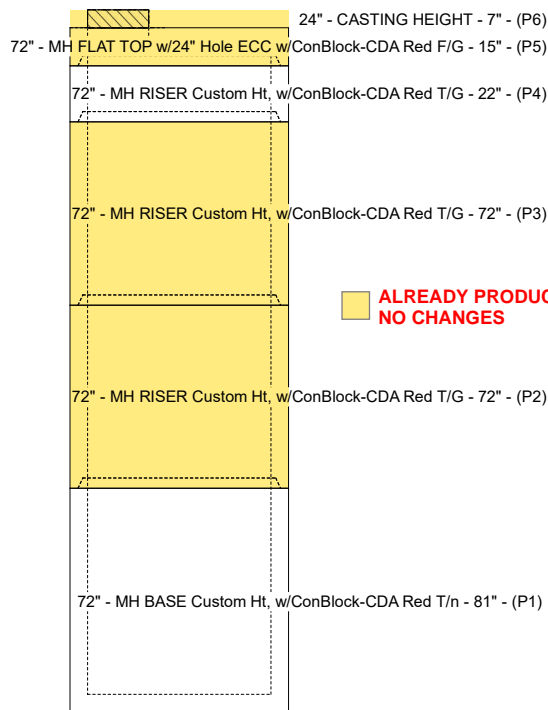 24" - CASTING HEIGHT - 7" - (P6)
72" - MH FLAT TOP w/24" Hole ECC w/ConBlock-CDA Red F/G - 15" - (P5)
72" - MH RISER Custom Ht, w/ConBlock-CDA Red T/G - 22" - (P4)
72" - MH RISER Custom Ht, w/ConBlock-CDA Red T/G - 72" - (P3)
ALREADY PRODUC
NO CHANGES
72" - MH RISER Custom Ht, w/ConBlock-CDA Red T/G - 72" - (P2)
72" - MH BASE Custom Ht, w/ConBlock-CDA Red T/n - 81" - (P1)